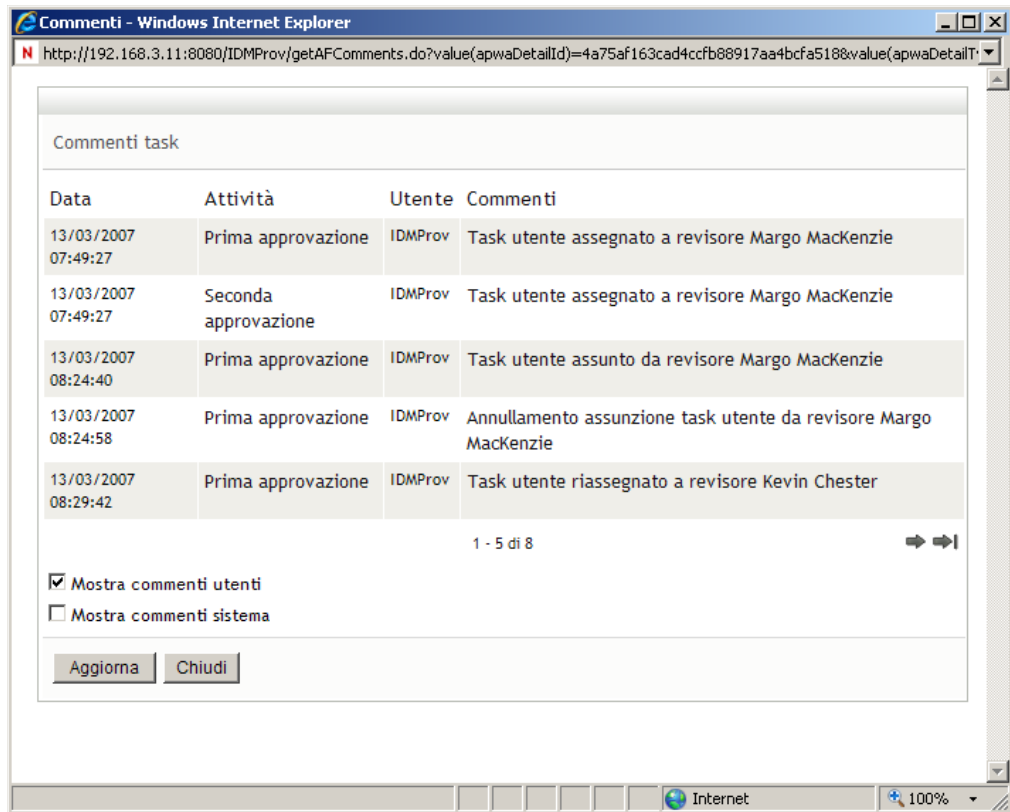 Commenti - Windows Internet Explorer
N http://192.168.3.11:8080/IDMProv/getAFComments.do?value(apwaDetailId)=4a75af163cad4ccfb88917aa4bcfa518&value(apwaDetailT
Commenti task
Data Attività Utente Commenti
13/03/2007 Prima approvazione IDMProv Task utente assegnato a revisore Margo MacKenzie
07:49:27
13/03/2007 Seconda IDMProv Task utente assegnato a revisore Margo MacKenzie
07:49:27 approvazione
13/03/2007 Prima approvazione IDMProv Task utente assunto da revisore Margo MacKenzie
08:24:40
13/03/2007 Prima approvazione IDMProv Annullamento assunzione task utente da revisore Margo
08:24:58 MacKenzie
13/03/2007 Prima approvazione IDMProv Task utente riassegnato a revisore Kevin Chester
08:29:42
1 - 5 di 8
Mostra commenti utenti
Mostra commenti sistema
Aggiorna Chiudi
Internet 100%